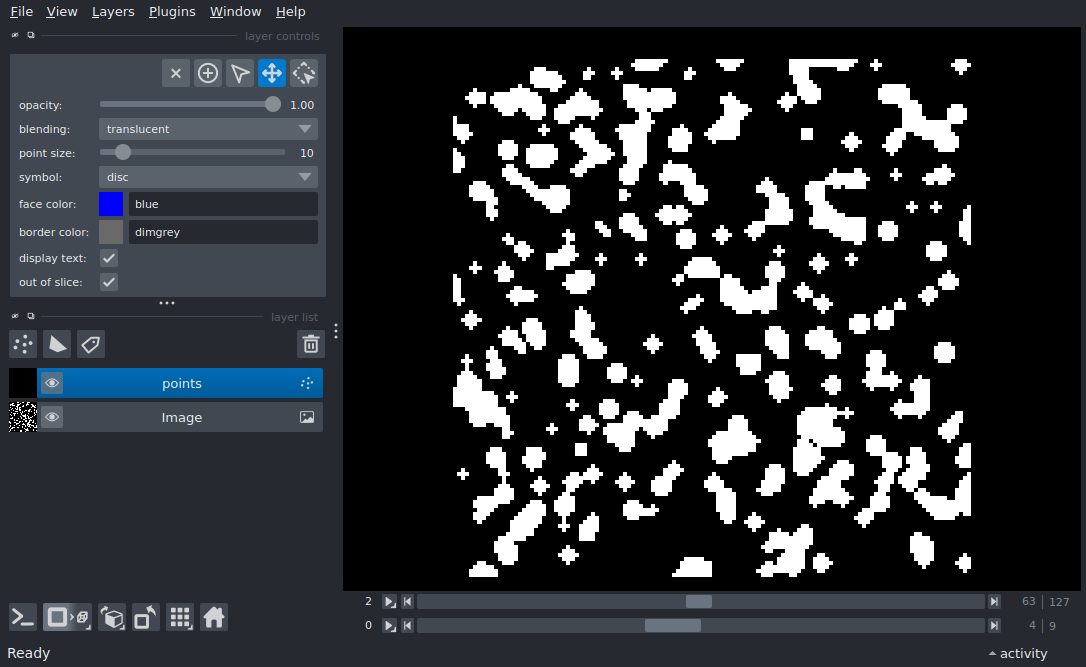 File View Layers Plugins Window Help
layer controls
opacity: 1.00
blending: translucent
point size: 10
symbol: disc
face color: blue
border color: dimgrey
display text:
out of slice:
layer list
points
Image
2 63 | 127
0 4 | 9
Ready activity